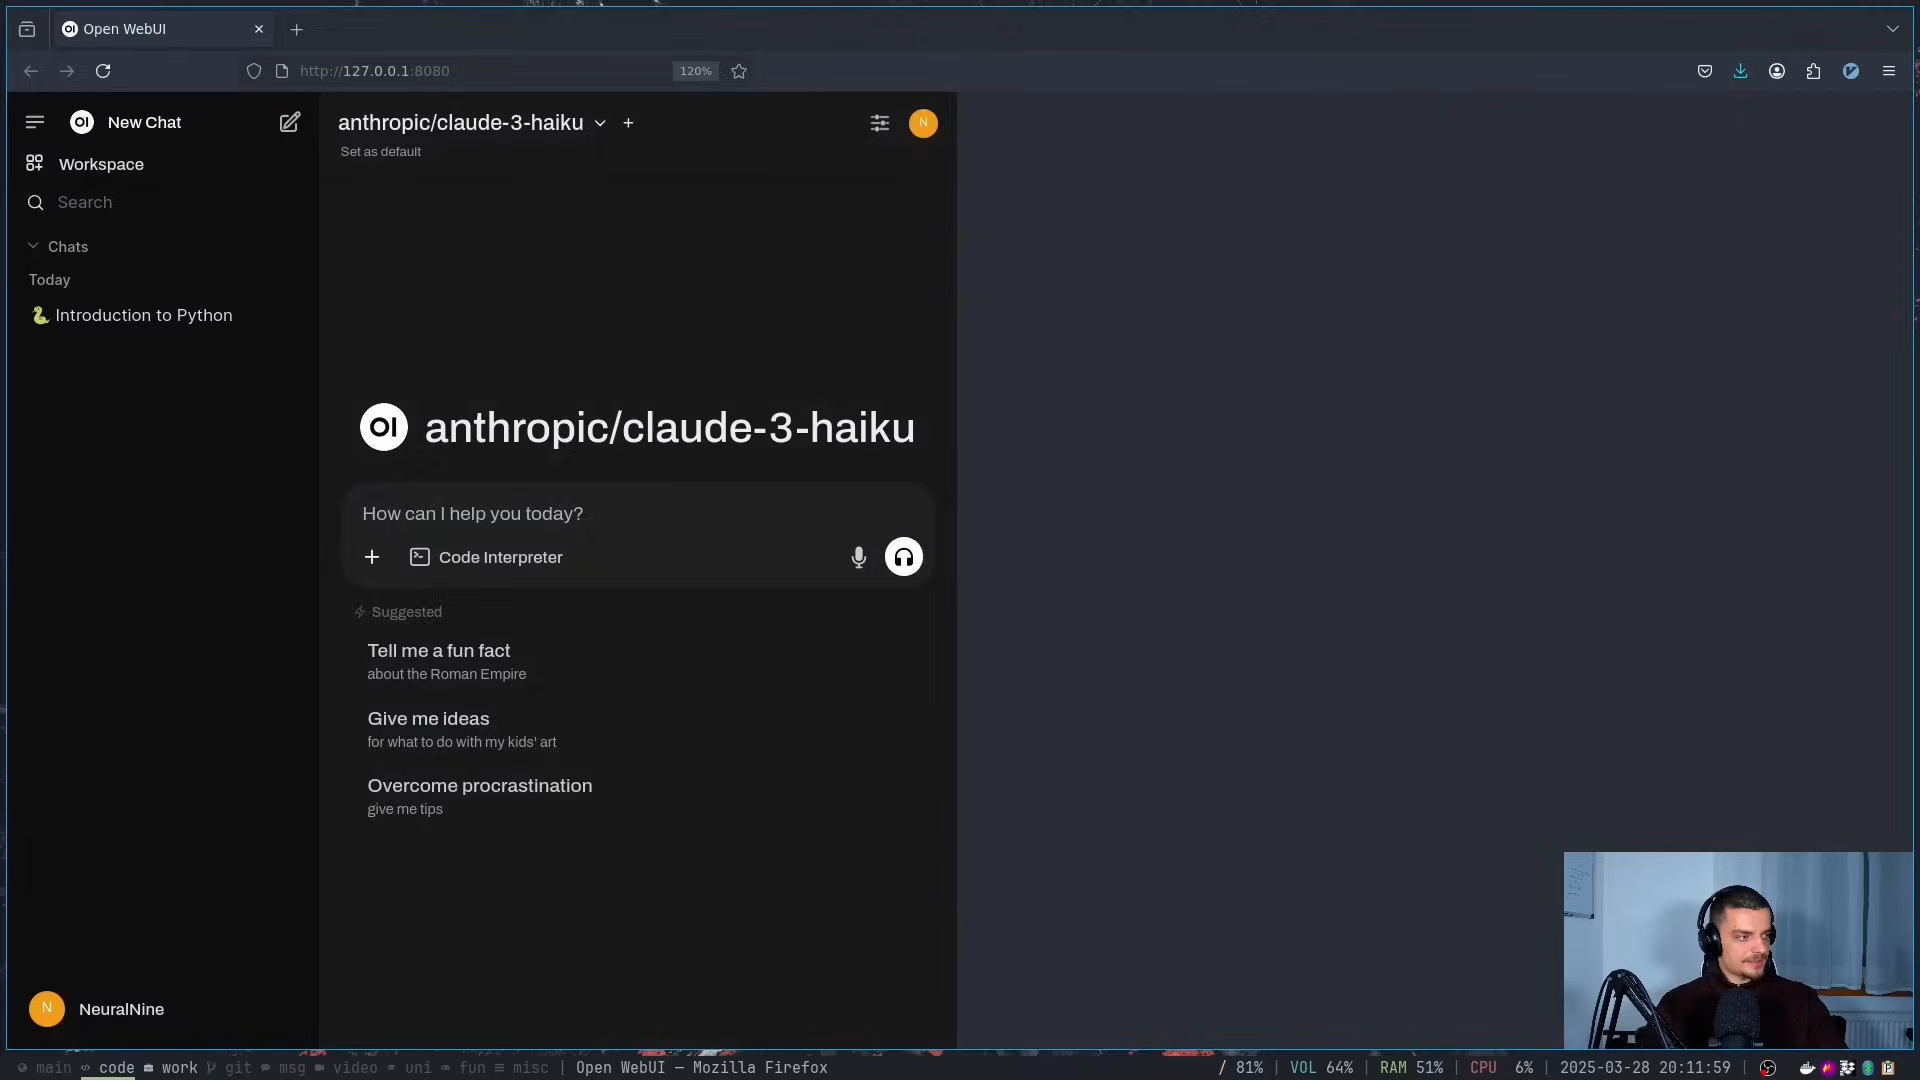 Open WebUI
http://127.0.0.1:8080
120%
OI New Chat
Workspace
Search
Chats
Today
Introduction to Python
NeuralNine
N
anthropic/claude-3-haiku
Set as default
N
OI anthropic/claude-3-haiku
How can I help you today?
Code Interpreter
Suggested
Tell me a fun fact
about the Roman Empire
Give me ideas
for what to do with my kids' art
Overcome procrastination
give me tips
main code work git msg video uni fun misc | Open WebUI — Mozilla Firefox
/ 81% | VOL 64% | RAM 51% | CPU 6% | 2025-03-28 20:11:59 |